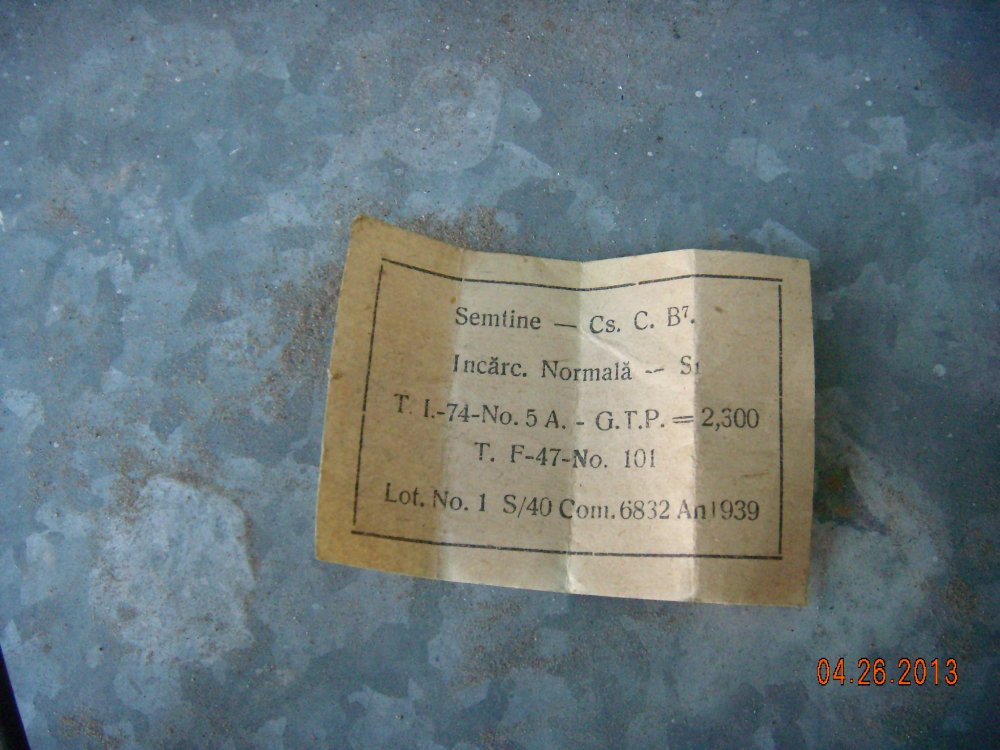 Semtine — Cs. C. B⁷.
Incărc. Normală -- S1
T. I.-74-No. 5 A. - G.T.P. = 2,300
T. F-47-No. 101
Lot. No. 1 S/40 Com. 6832 An 1939
04.26.2013